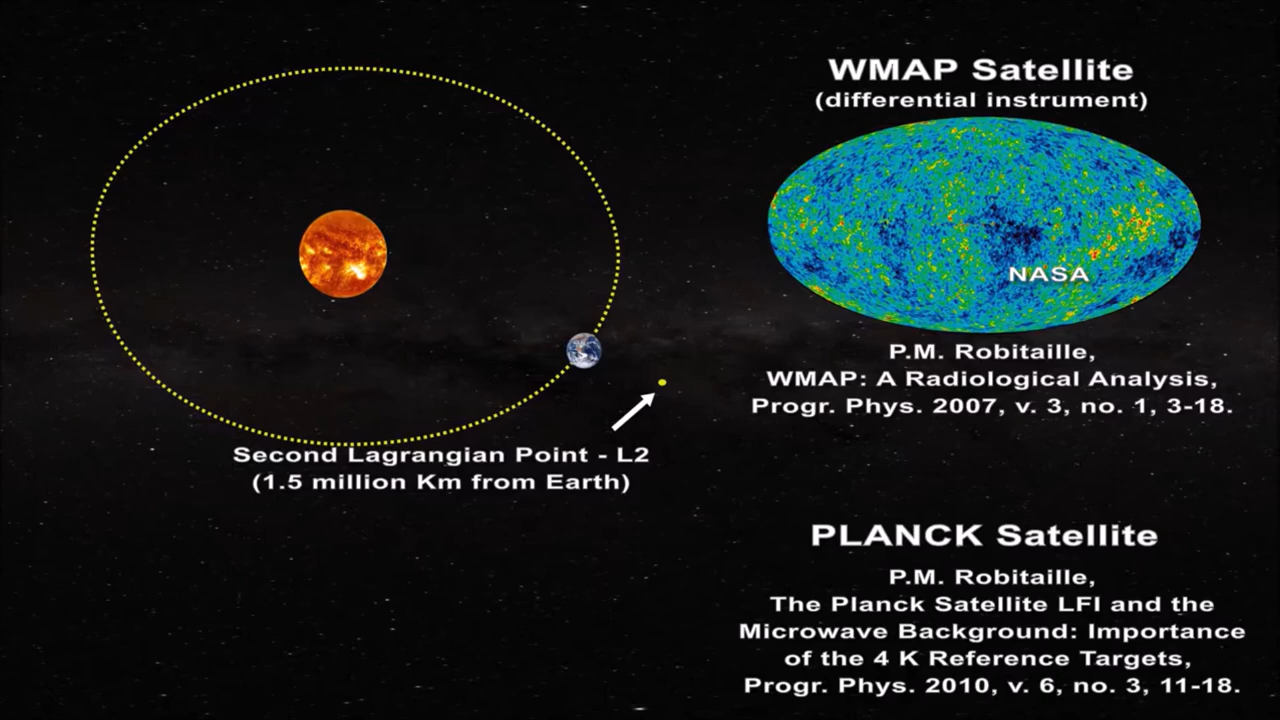 WMAP Satellite
(differential instrument)
NASA
P.M. Robitaille,
WMAP: A Radiological Analysis,
Progr. Phys. 2007, v. 3, no. 1, 3-18.
Second Lagrangian Point - L2
(1.5 million Km from Earth)
PLANCK Satellite
P.M. Robitaille,
The Planck Satellite LFI and the
Microwave Background: Importance
of the 4 K Reference Targets,
Progr. Phys. 2010, v. 6, no. 3, 11-18.